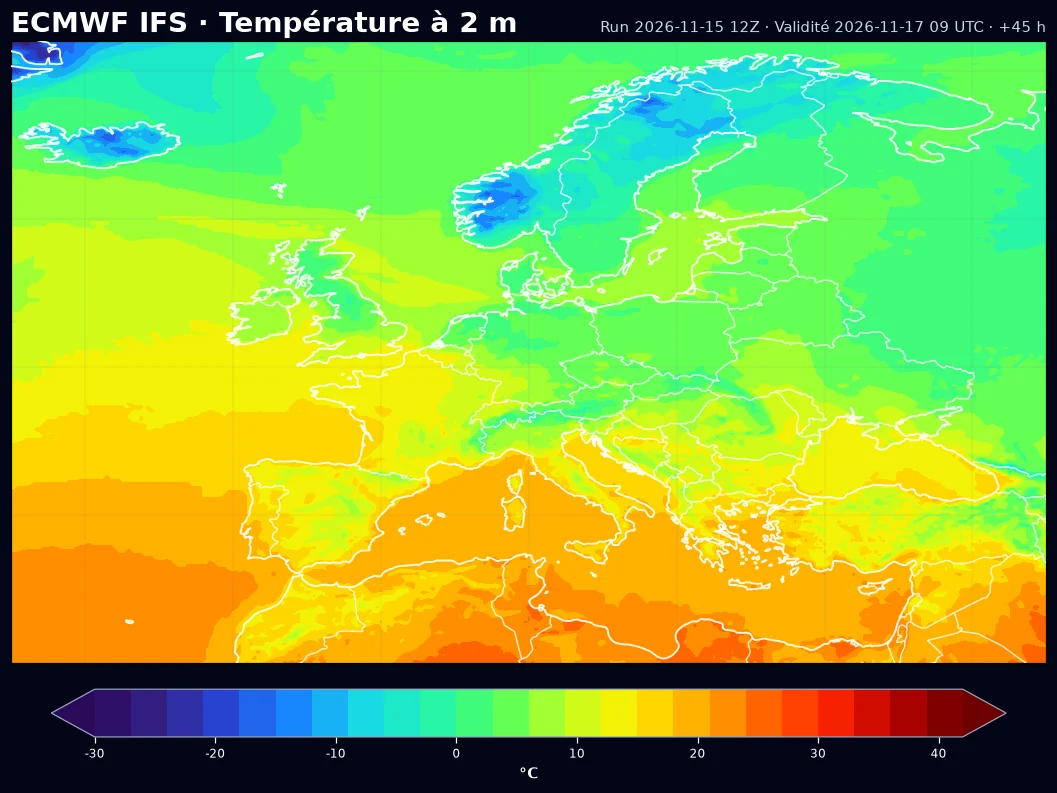 ECMWF IFS · Température à 2 m
Run 2026-11-15 12Z · Validité 2026-11-17 09 UTC · +45 h
-30 -20 -10 0 10 20 30 40
°C